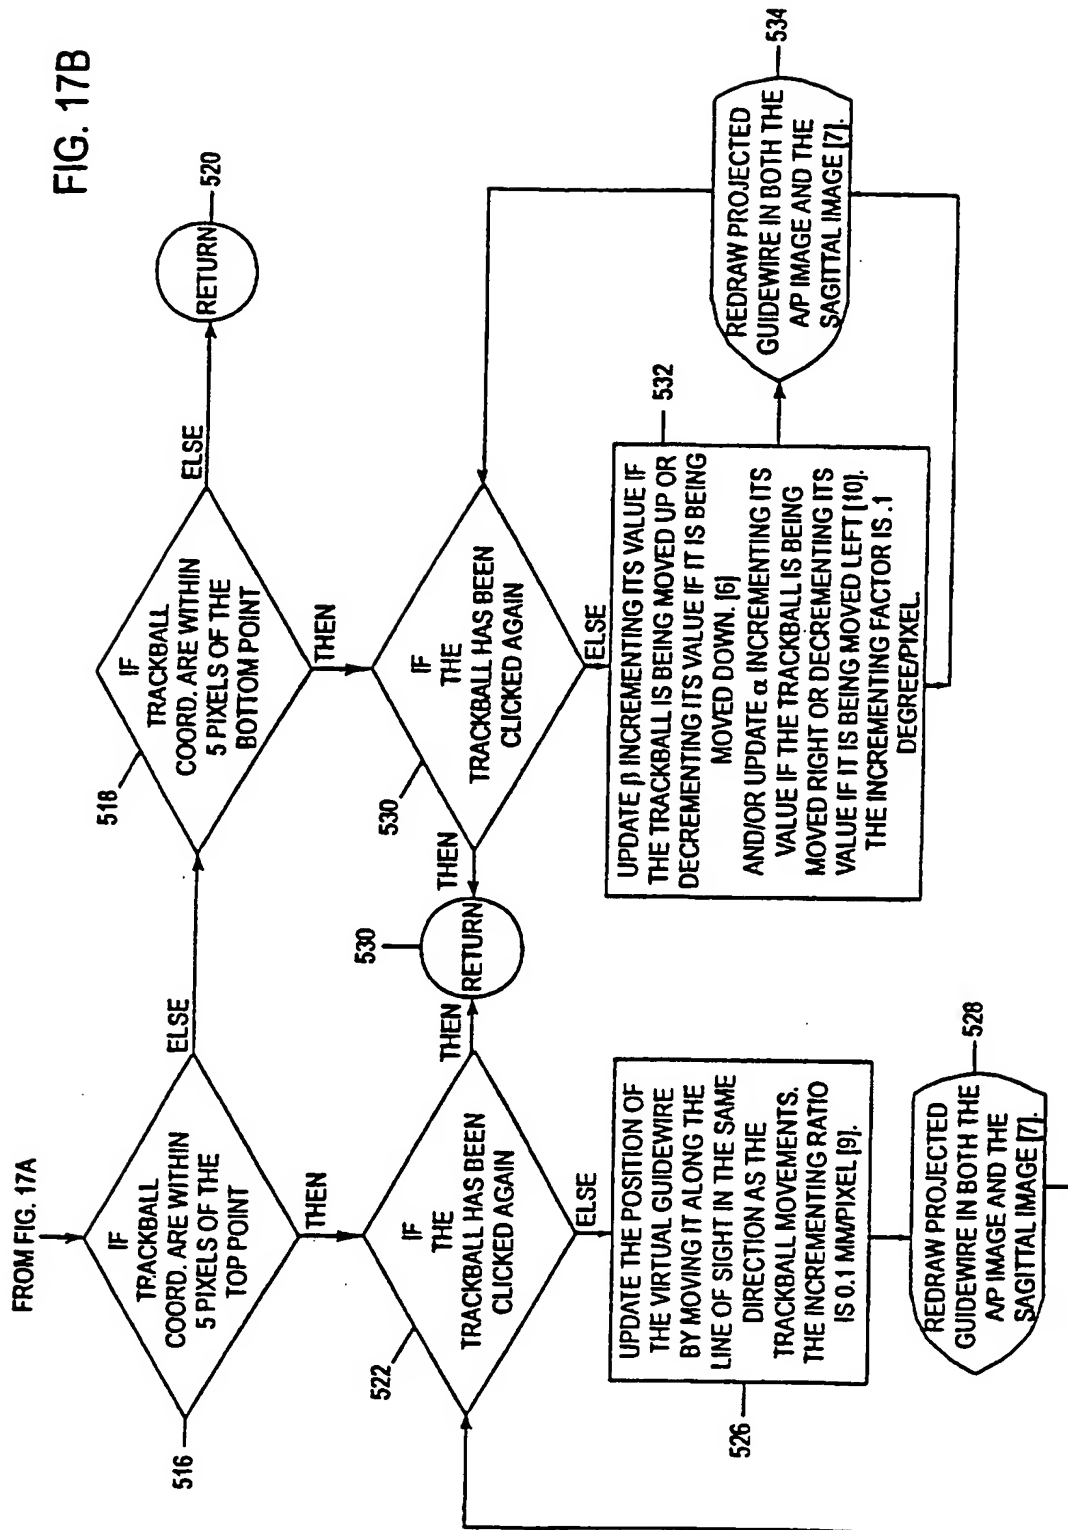 FIG. 17B
FROM FIG. 17A
IF
TRACKBALL
COORD. ARE WITHIN
5 PIXELS OF THE
TOP POINT
516
ELSE
THEN
IF
TRACKBALL
COORD. ARE WITHIN
5 PIXELS OF THE
BOTTOM POINT
518
ELSE
THEN
RETURN
520
IF
THE
TRACKBALL HAS BEEN
CLICKED AGAIN
522
THEN
ELSE
RETURN
530
IF
THE
TRACKBALL HAS BEEN
CLICKED AGAIN
530
THEN
ELSE
UPDATE THE POSITION OF
THE VIRTUAL GUIDEWIRE
BY MOVING IT ALONG THE
LINE OF SIGHT IN THE SAME
DIRECTION AS THE
TRACKBALL MOVEMENTS.
THE INCREMENTING RATIO
IS 0.1 MM/PIXEL [9].
526
REDRAW PROJECTED
GUIDEWIRE IN BOTH THE
A/P IMAGE AND THE
SAGITTAL IMAGE [7].
528
UPDATE β INCREMENTING ITS VALUE IF
THE TRACKBALL IS BEING MOVED UP OR
DECREMENTING ITS VALUE IF IT IS BEING
MOVED DOWN. [6]
AND/OR UPDATE α INCREMENTING ITS
VALUE IF THE TRACKBALL IS BEING
MOVED RIGHT OR DECREMENTING ITS
VALUE IF IT IS BEING MOVED LEFT [10].
THE INCREMENTING FACTOR IS .1
DEGREE/PIXEL.
532
REDRAW PROJECTED
GUIDEWIRE IN BOTH THE
A/P IMAGE AND THE
SAGITTAL IMAGE [7].
534